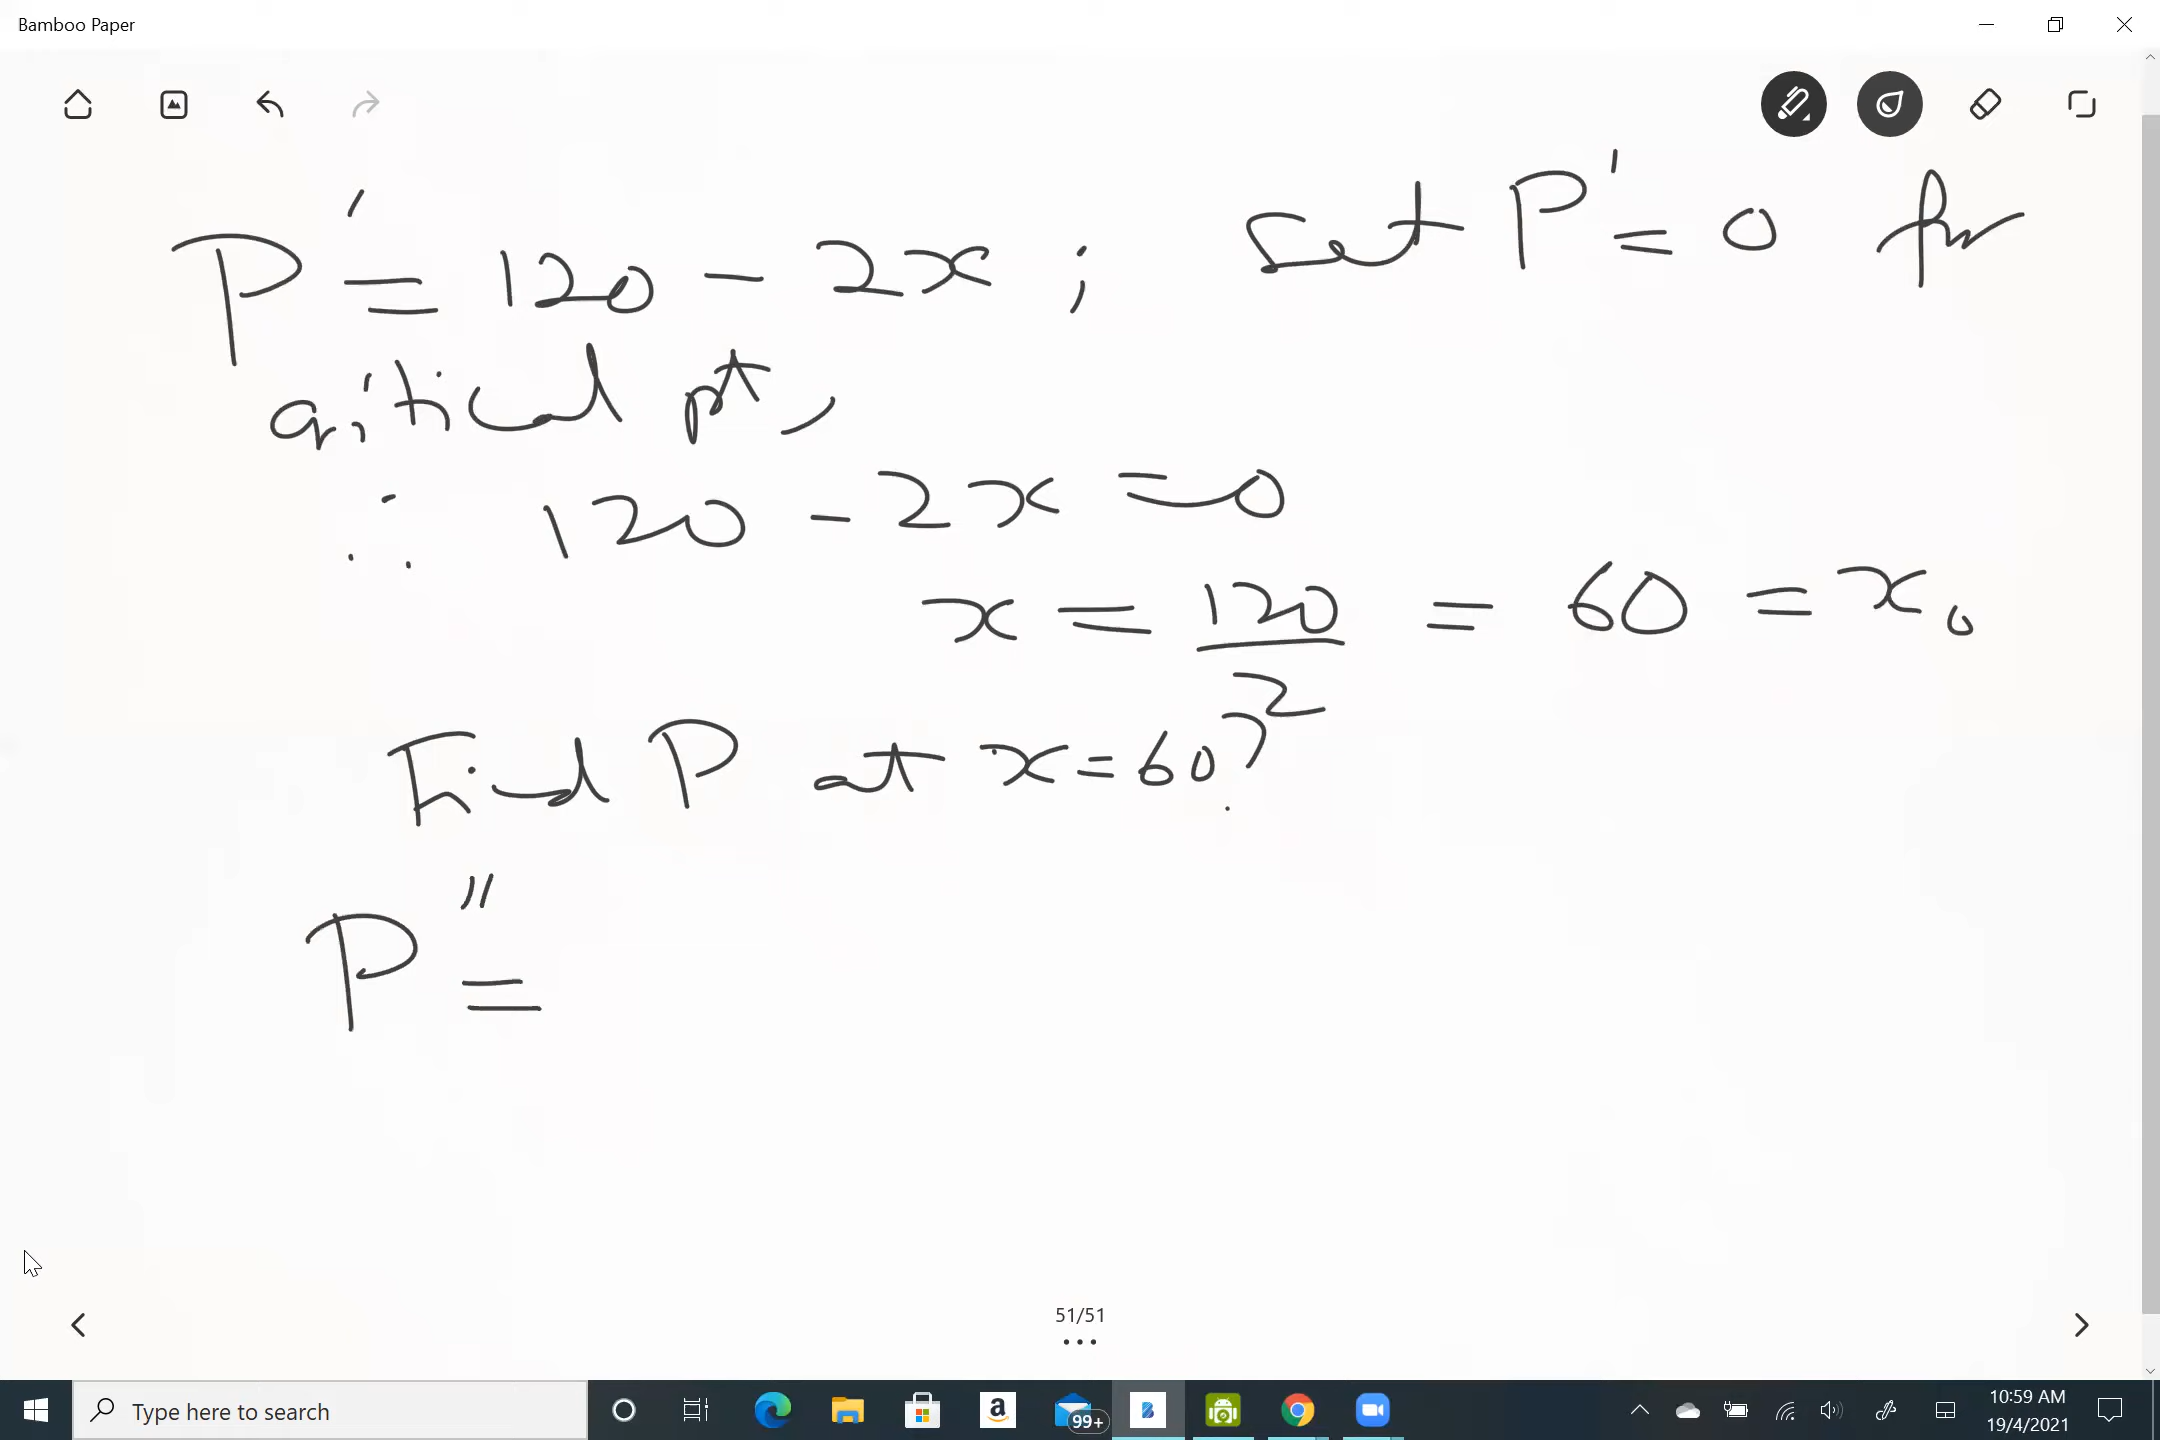 Bamboo Paper
P' = 120 - 2x ; set P' = 0 for
critical pt,
∴ 120 - 2x = 0
x = 120/2 = 60 = x₀
Find P at x = 60?
P'' =
51/51
Type here to search
99+
10:59 AM
19/4/2021